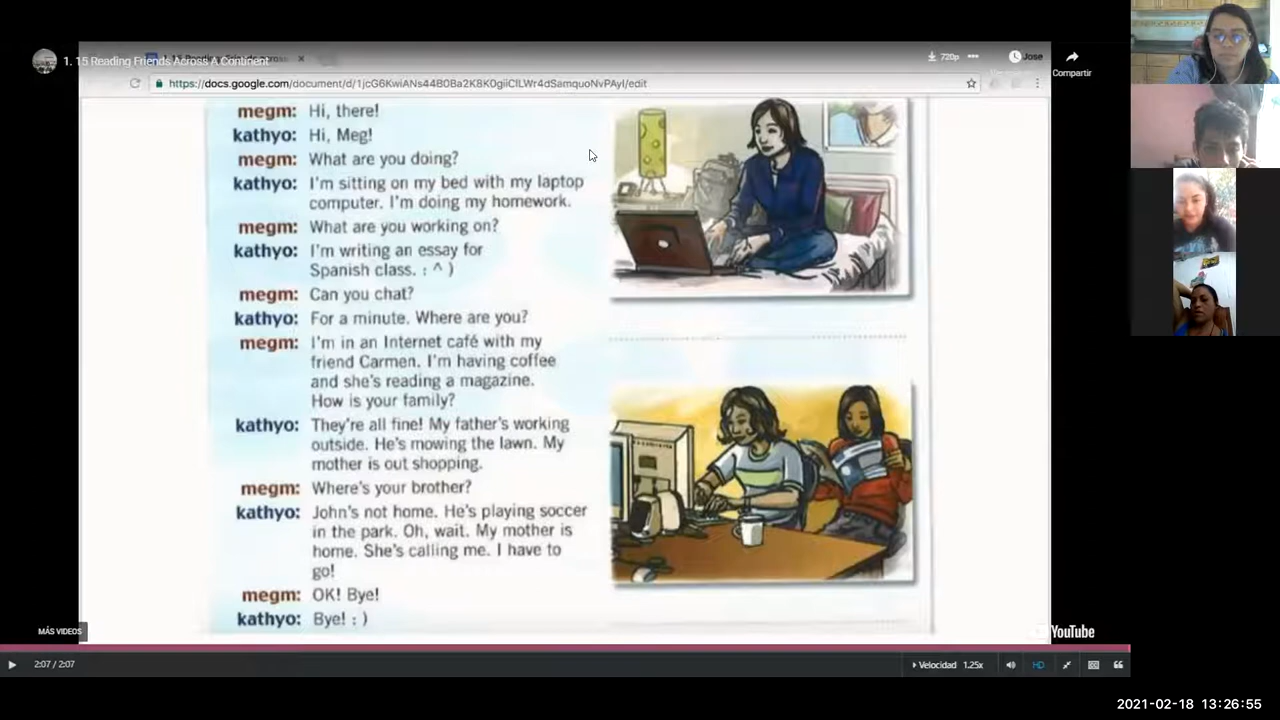 1. 15 Reading Friends Across A Continent
720p
Jose
Compartir
https://docs.google.com/document/d/1jcG6KwiANs44B0Ba2K8K0giiClLWr4dSamquoNvPAyI/edit
megm: Hi, there!
kathyo: Hi, Meg!
megm: What are you doing?
kathyo: I'm sitting on my bed with my laptop
computer. I'm doing my homework.
megm: What are you working on?
kathyo: I'm writing an essay for
Spanish class. : ^ )
megm: Can you chat?
kathyo: For a minute. Where are you?
megm: I'm in an Internet café with my
friend Carmen. I'm having coffee
and she's reading a magazine.
How is your family?
kathyo: They're all fine! My father's working
outside. He's mowing the lawn. My
mother is out shopping.
megm: Where's your brother?
kathyo: John's not home. He's playing soccer
in the park. Oh, wait. My mother is
home. She's calling me. I have to
go!
megm: OK! Bye!
kathyo: Bye! : )
MÁS VIDEOS
YouTube
2:07 / 2:07
Velocidad 1.25x
HD
2021-02-18 13:26:55